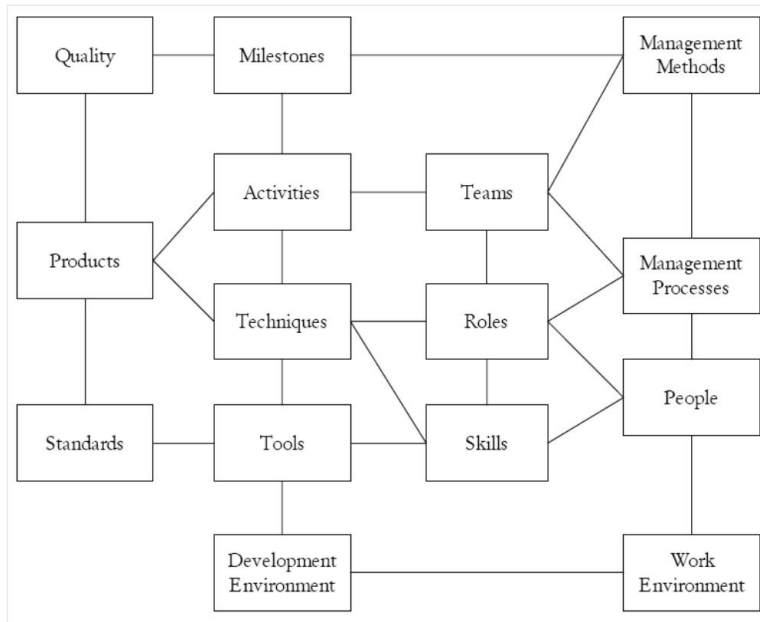 Quality
Milestones
Management
Methods
Activities
Teams
Products
Management
Processes
Techniques
Roles
People
Standards
Tools
Skills
Development
Environment
Work
Environment